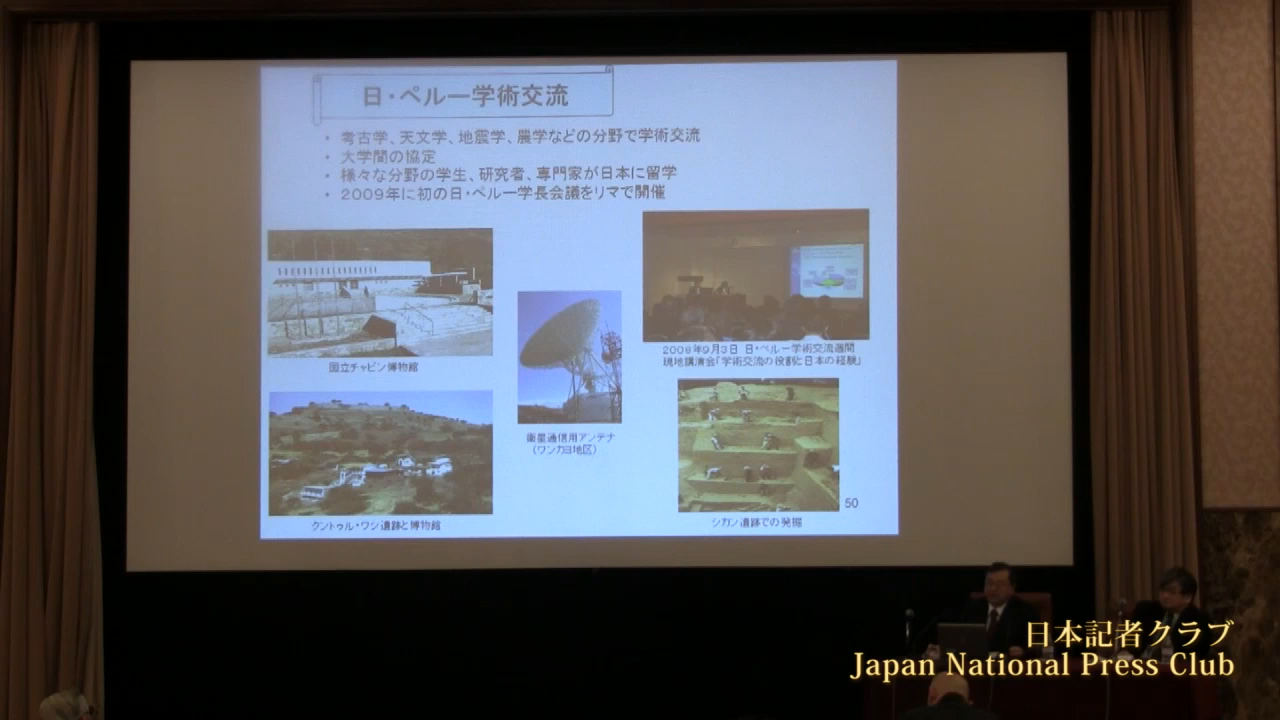 日・ペルー学術交流
・ 考古学、天文学、地震学、農学などの分野で学術交流
・ 大学間の協定
・ 様々な分野の学生、研究者、専門家が日本に留学
・ 2009年に初の日・ペルー学長会議をリマで開催
国立チャビン博物館
衛星通信用アンテナ
(ワンカヨ地区)
2008年9月3日 日・ペルー学術交流週間
現地講演会「学術交流の役割と日本の経験」
クントゥル・ワシ遺跡と博物館
シカン遺跡での発掘
50
日本記者クラブ
Japan National Press Club